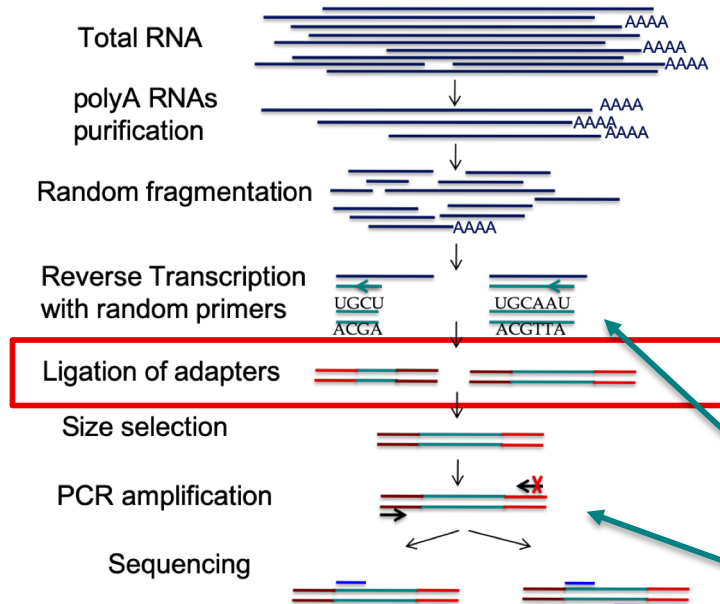 Total RNA
AAAA
AAAA
AAAA
AAAA
polyA RNAs
purification
AAAA
AAAA
AAAA
Random fragmentation
AAAA
Reverse Transcription
with random primers
UGCU
UGCAAU
ACGA
ACGTTA
Ligation of adapters
Size selection
PCR amplification
Sequencing